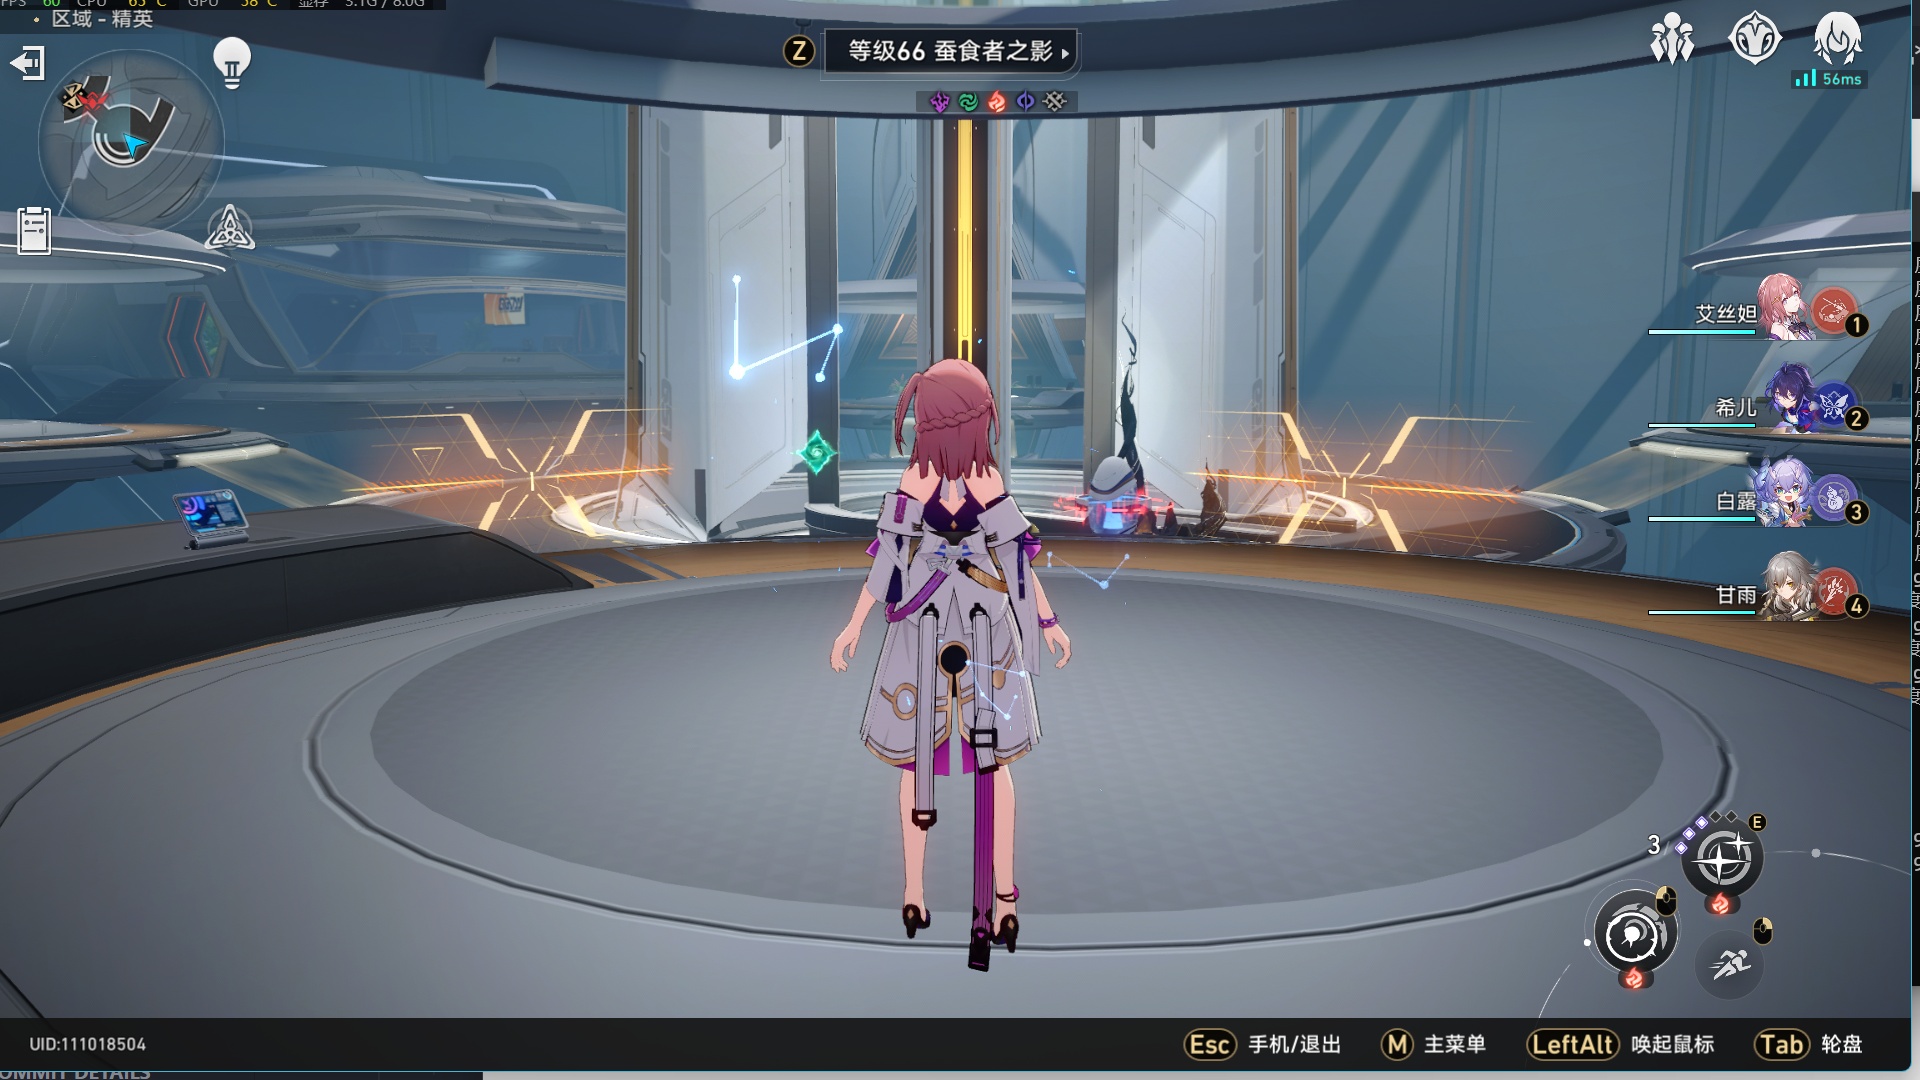 FPS 60 CPU 65°C GPU 58°C 显存 3.1G / 8.0G
区域 - 精英
Z 等级66 蚕食者之影
56ms
艾丝妲 1
希儿 2
白露 3
甘雨 4
E
3
UID:111018504
Esc 手机/退出 M 主菜单 LeftAlt 唤起鼠标 Tab 轮盘
OMMIT DETAILS